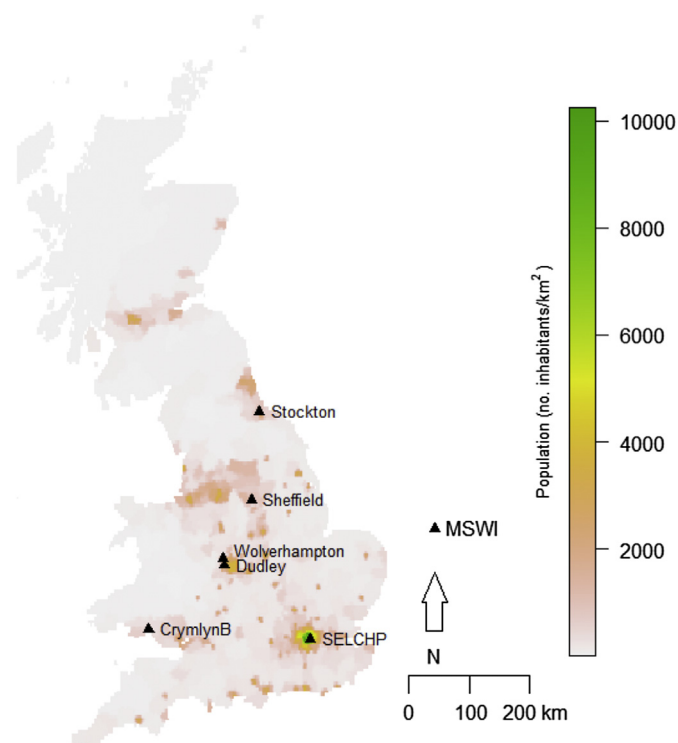 Stockton
Sheffield
Wolverhampton
Dudley
CrymlynB
SELCHP
MSWI
N
0 100 200 km
10000
8000
6000
4000
2000
Population (no. inhabitants/km²)